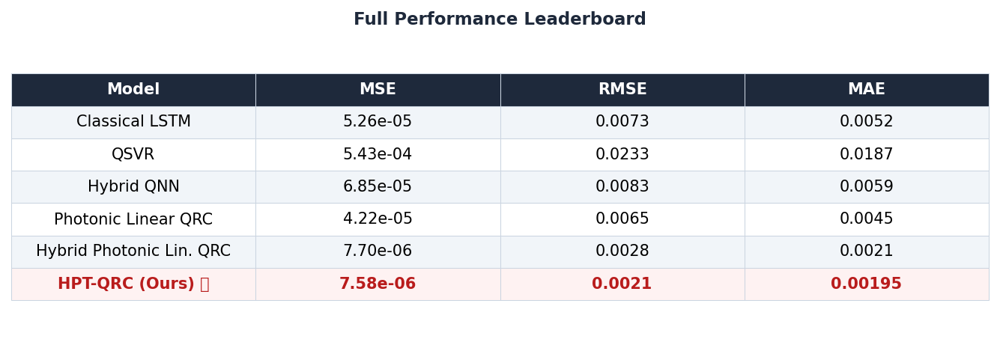 Full Performance Leaderboard
Model MSE RMSE MAE
Classical LSTM 5.26e-05 0.0073 0.0052
QSVR 5.43e-04 0.0233 0.0187
Hybrid QNN 6.85e-05 0.0083 0.0059
Photonic Linear QRC 4.22e-05 0.0065 0.0045
Hybrid Photonic Lin. QRC 7.70e-06 0.0028 0.0021
HPT-QRC (Ours) 7.58e-06 0.0021 0.00195